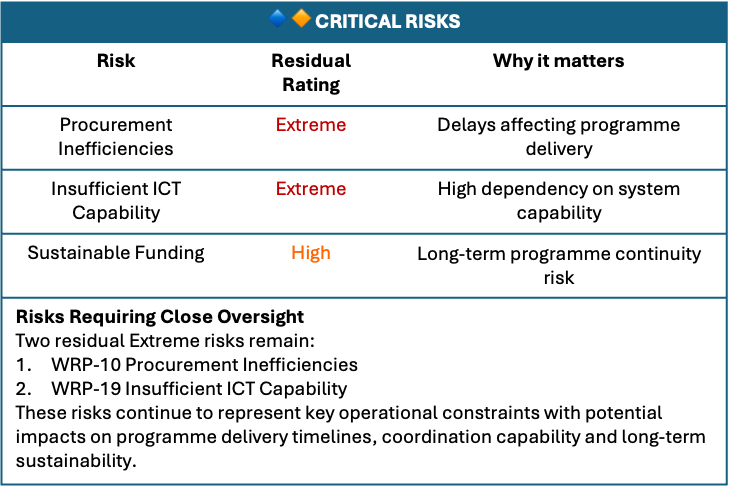 🔷 🔶 CRITICAL RISKS
Risk
Residual
Rating
Why it matters
Procurement
Inefficiencies
Extreme
Delays affecting programme
delivery
Insufficient ICT
Capability
Extreme
High dependency on system
capability
Sustainable Funding
High
Long-term programme continuity
risk
Risks Requiring Close Oversight
Two residual Extreme risks remain:
1. WRP-10 Procurement Inefficiencies
2. WRP-19 Insufficient ICT Capability
These risks continue to represent key operational constraints with potential
impacts on programme delivery timelines, coordination capability and long-term
sustainability.